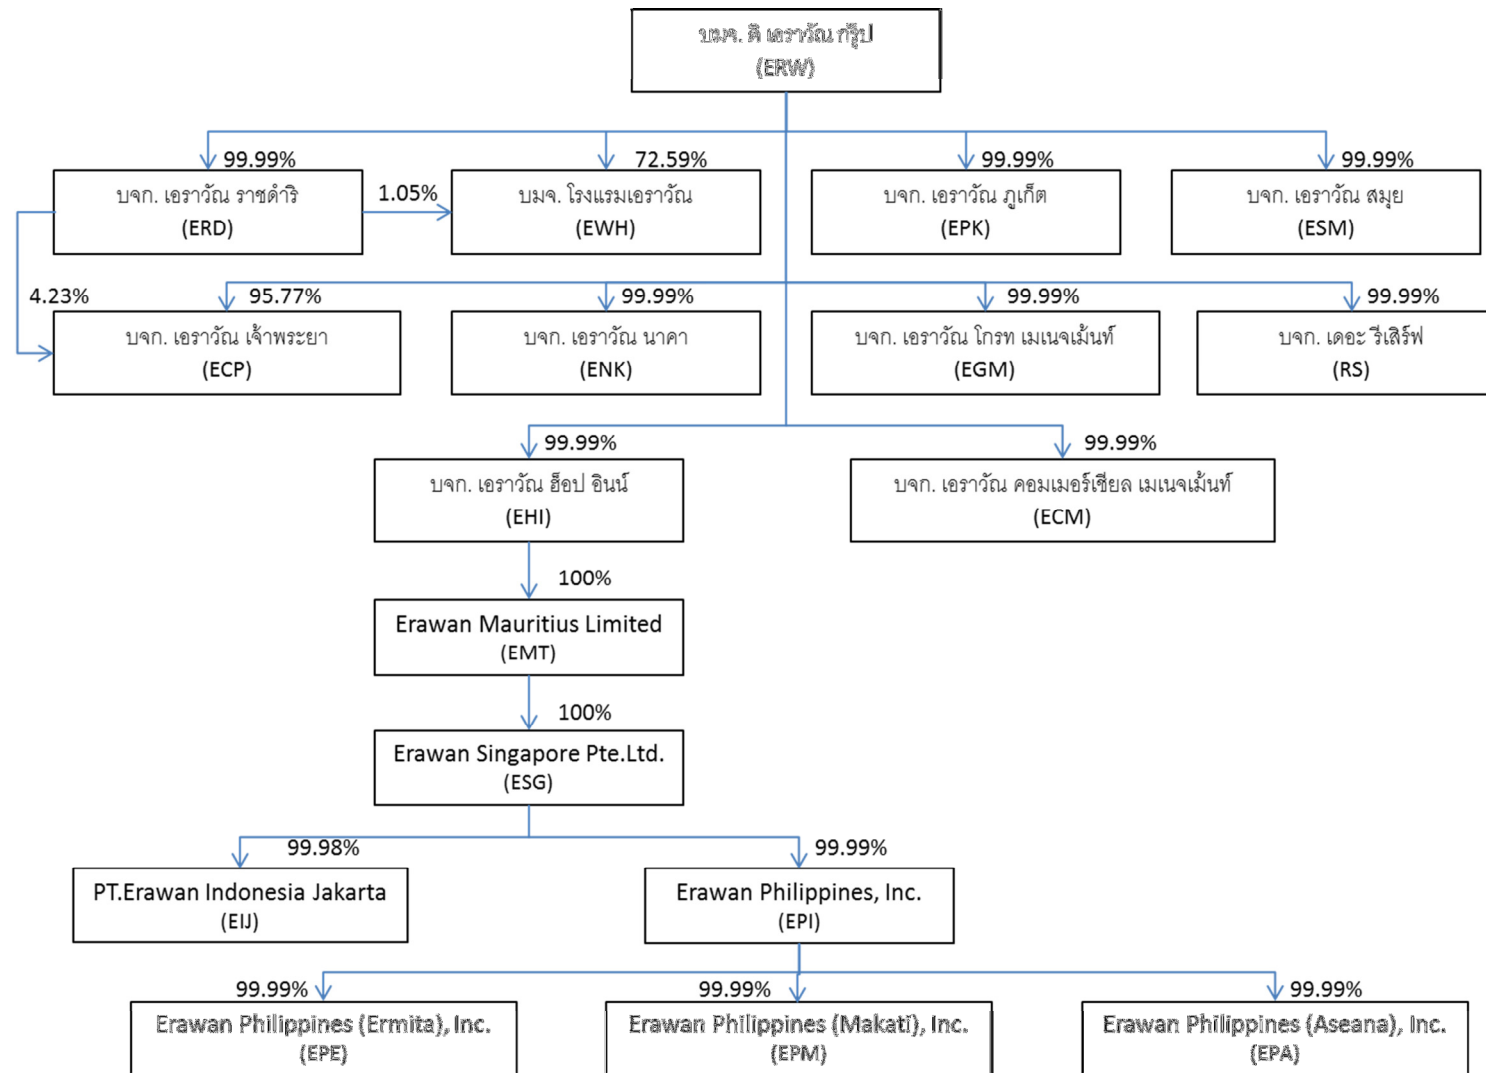 บมจ. ดิ เอราวัณ กรุ๊ป
(ERW)
99.99%
72.59%
99.99%
99.99%
บจก. เอราวัณ ราชดำริ
(ERD)
1.05%
บมจ. โรงแรมเอราวัณ
(EWH)
บจก. เอราวัณ ภูเก็ต
(EPK)
บจก. เอราวัณ สมุย
(ESM)
4.23%
95.77%
99.99%
99.99%
99.99%
บจก. เอราวัณ เจ้าพระยา
(ECP)
บจก. เอราวัณ นาคา
(ENK)
บจก. เอราวัณ โกรท เมเนจเม้นท์
(EGM)
บจก. เดอะ รีเสิร์ฟ
(RS)
99.99%
99.99%
บจก. เอราวัณ ฮ็อป อินน์
(EHI)
บจก. เอราวัณ คอมเมอร์เชียล เมเนจเม้นท์
(ECM)
100%
Erawan Mauritius Limited
(EMT)
100%
Erawan Singapore Pte.Ltd.
(ESG)
99.98%
99.99%
PT.Erawan Indonesia Jakarta
(EIJ)
Erawan Philippines, Inc.
(EPI)
99.99%
99.99%
99.99%
Erawan Philippines (Ermita), Inc.
(EPE)
Erawan Philippines (Makati), Inc.
(EPM)
Erawan Philippines (Aseana), Inc.
(EPA)